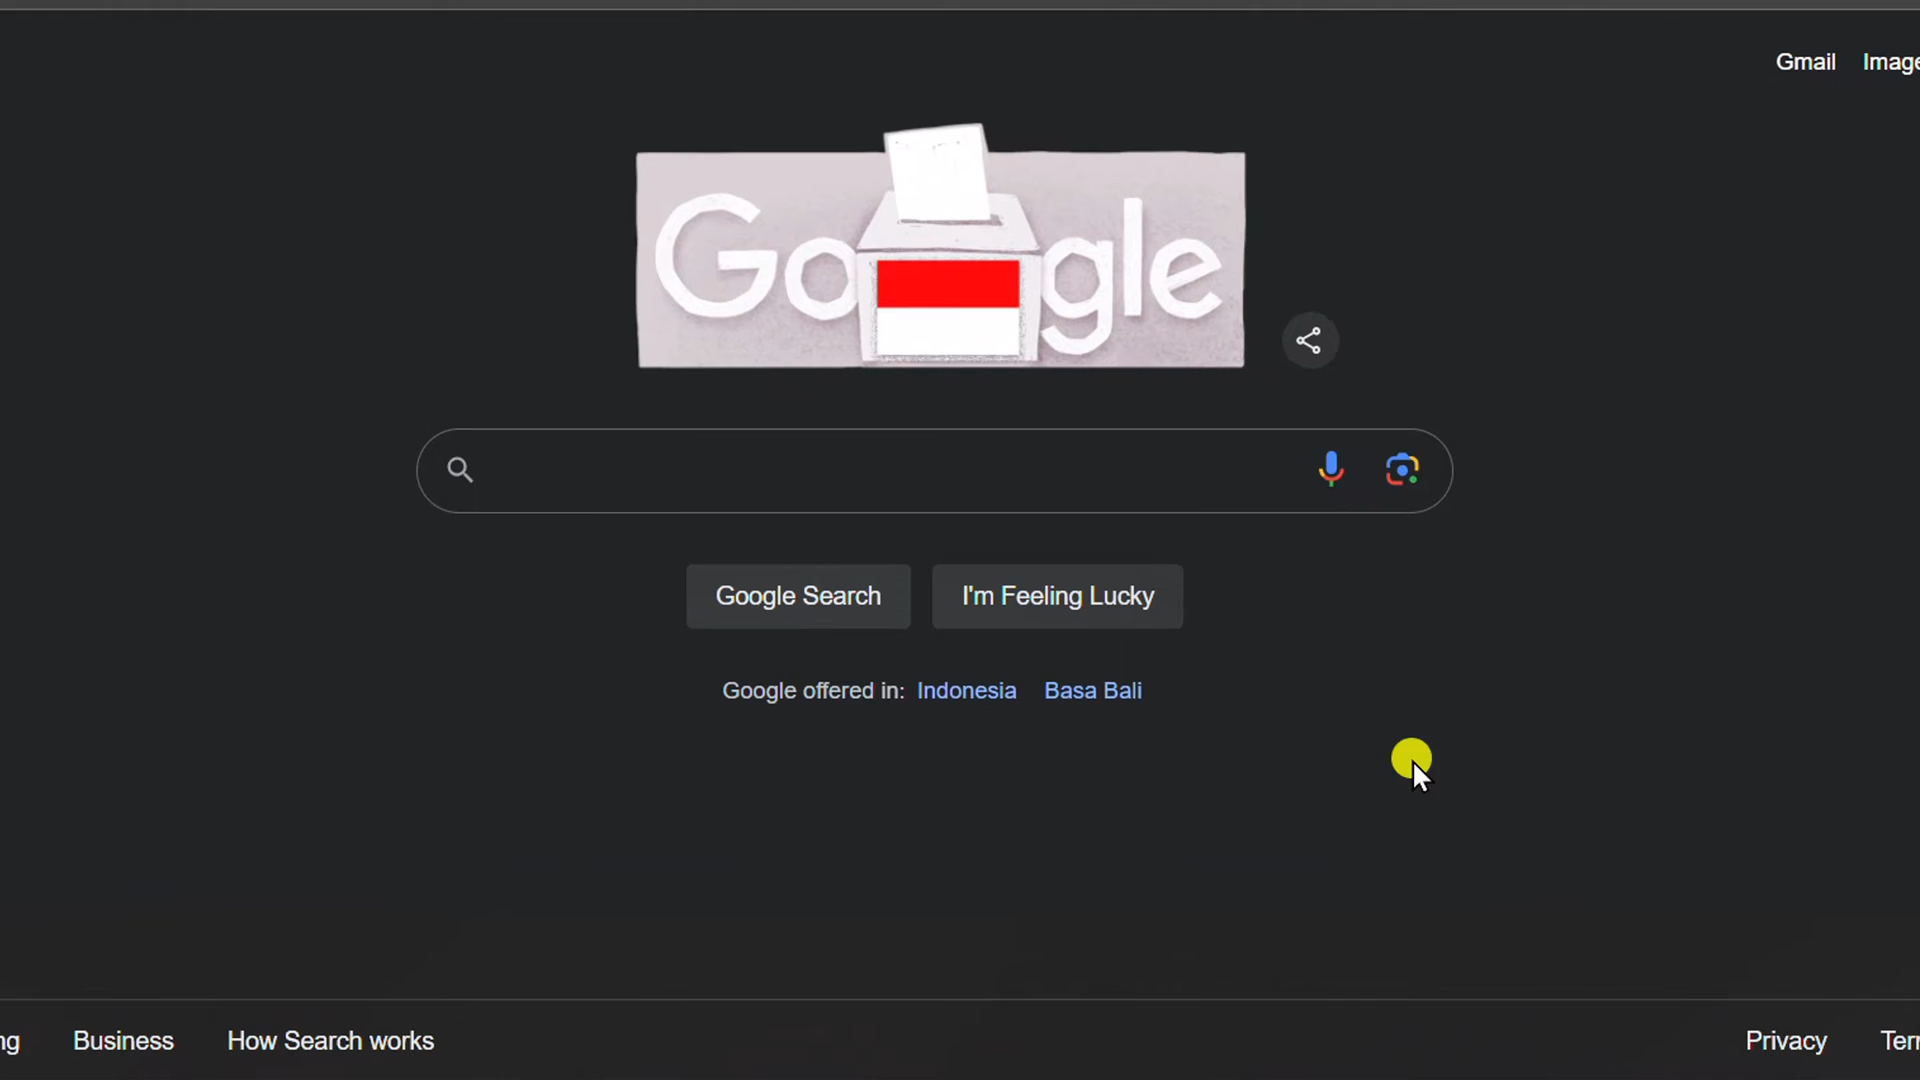 Gmail
Google
Google Search
I'm Feeling Lucky
Google offered in: Indonesia Basa Bali
Business
How Search works
Privacy